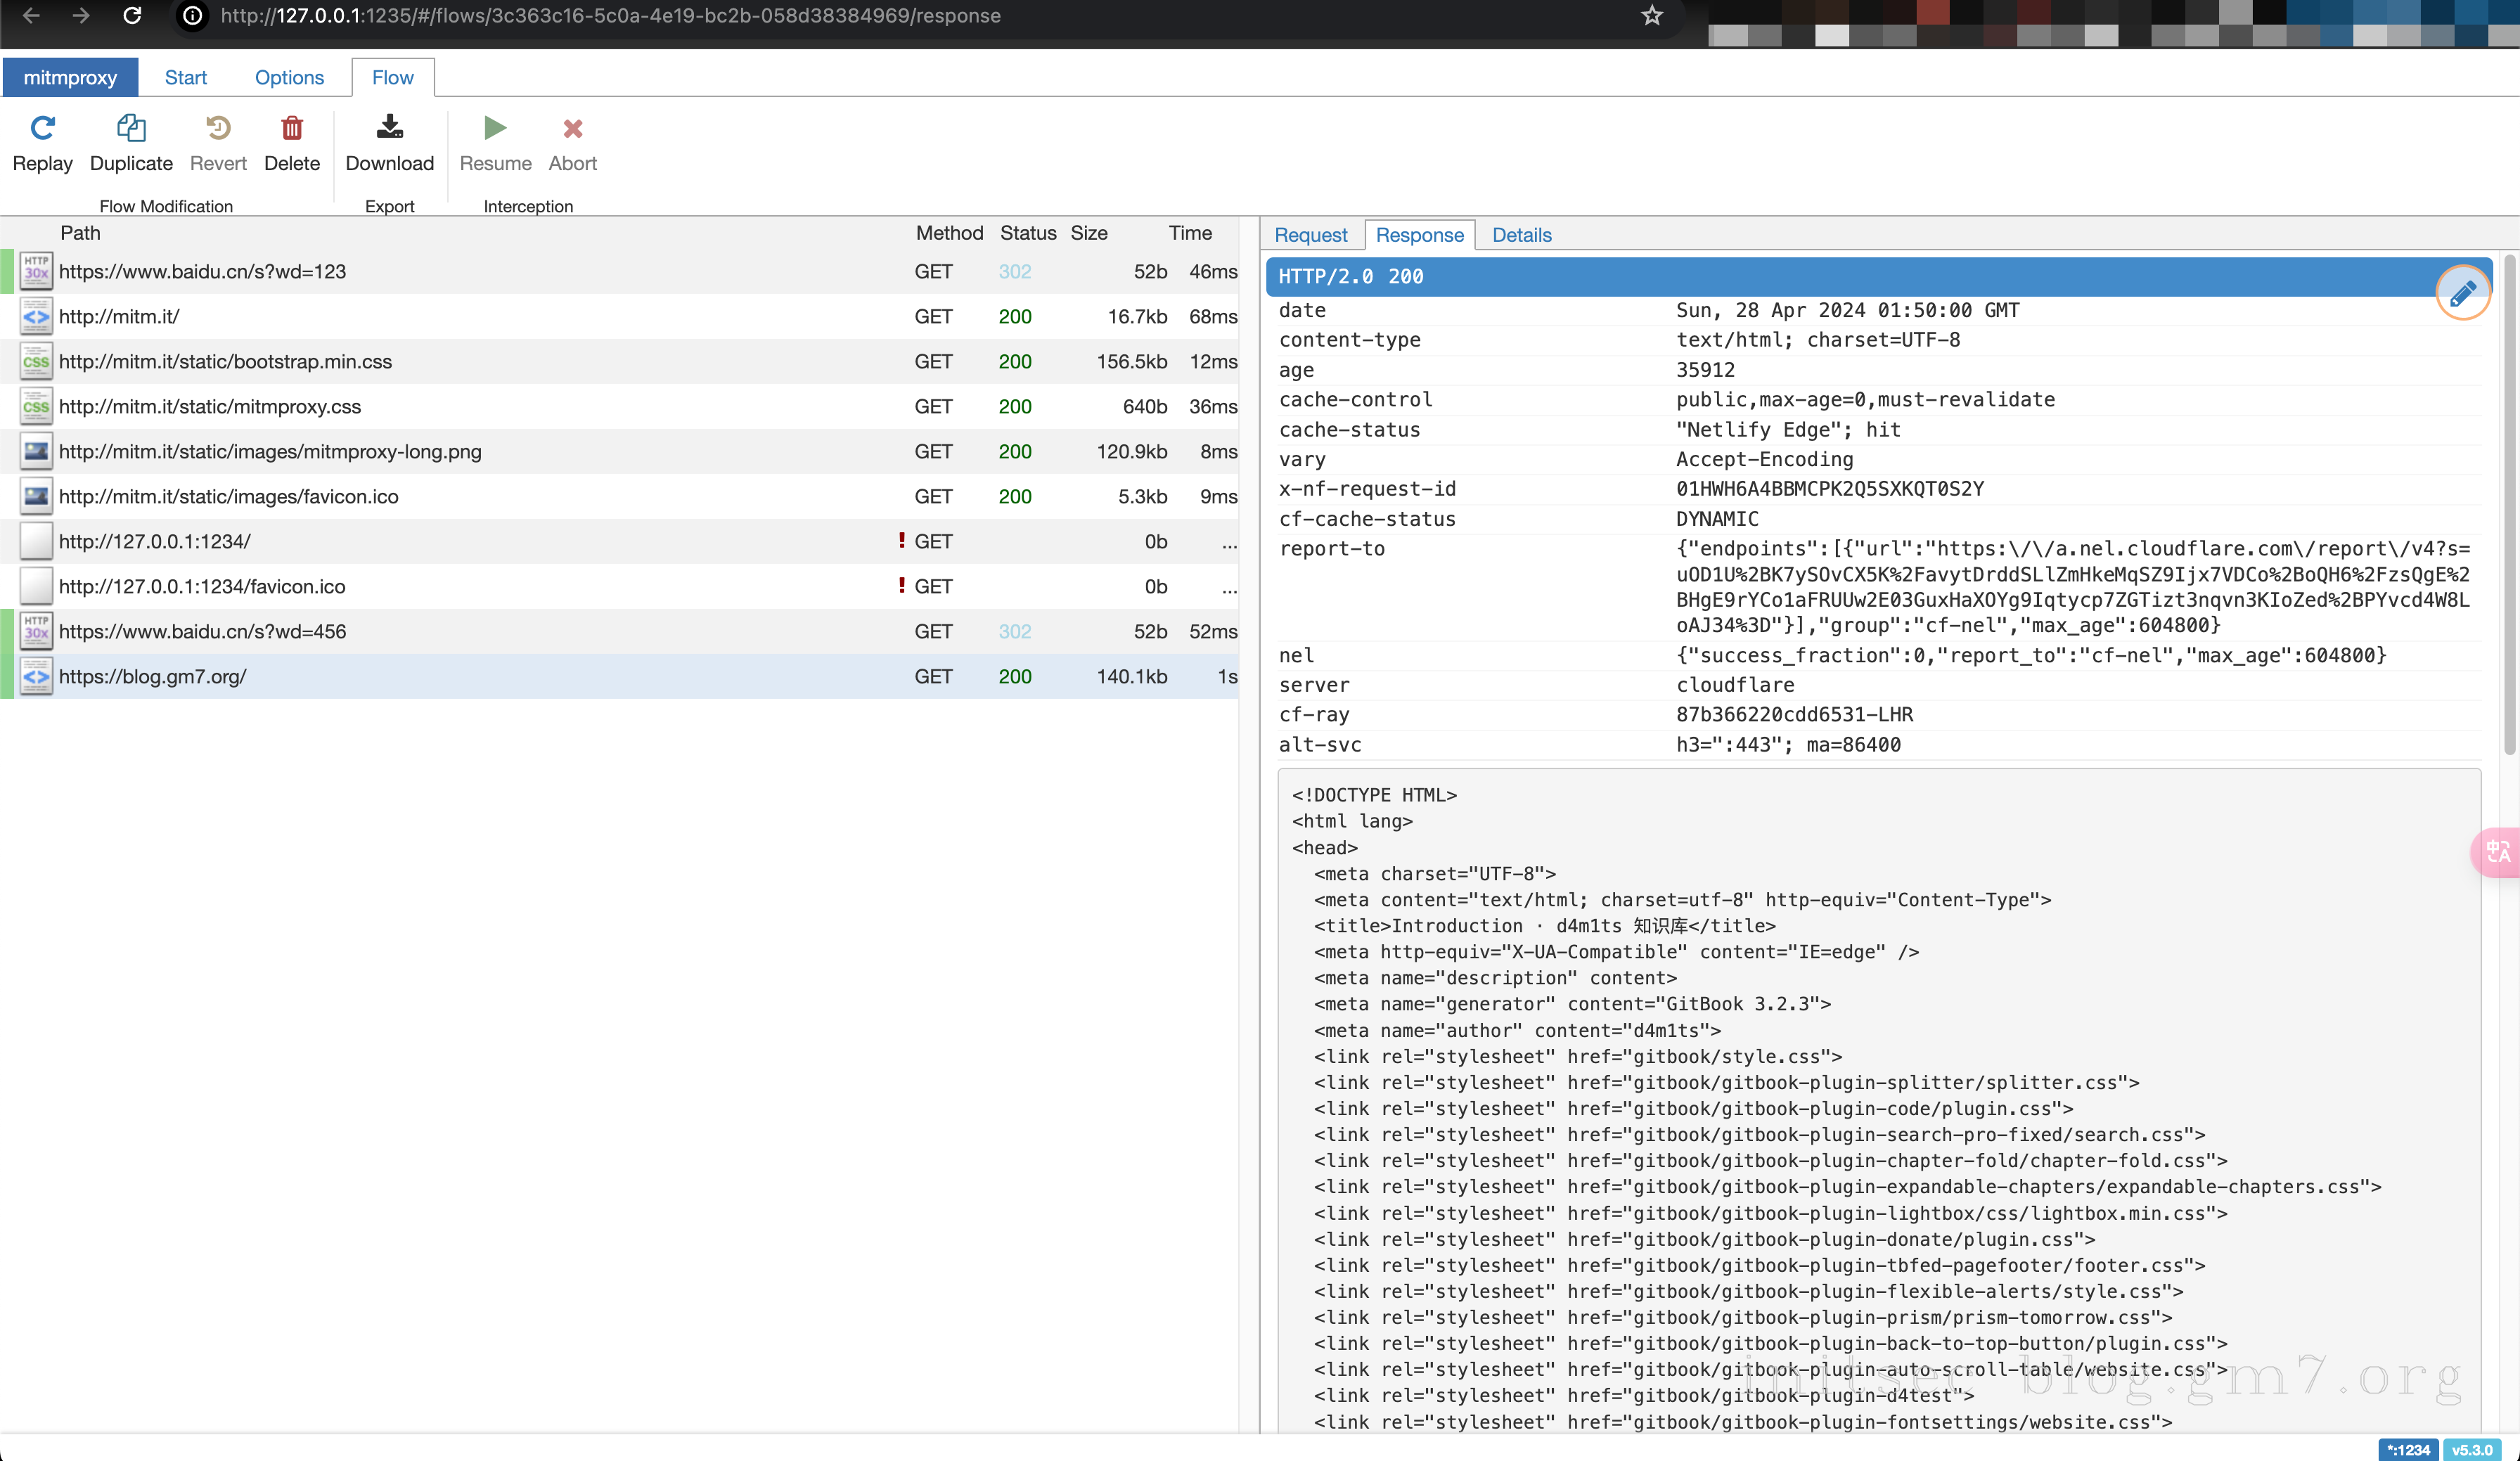 http://127.0.0.1:1235/#/flows/3c363c16-5c0a-4e19-bc2b-058d38384969/response
mitmproxy Start Options Flow
Replay Duplicate Revert Delete Download Resume Abort
Flow Modification Export Interception
Path Method Status Size Time
HTTP 30x https://www.baidu.cn/s?wd=123 GET 302 52b 46ms
<> http://mitm.it/ GET 200 16.7kb 68ms
CSS http://mitm.it/static/bootstrap.min.css GET 200 156.5kb 12ms
CSS http://mitm.it/static/mitmproxy.css GET 200 640b 36ms
http://mitm.it/static/images/mitmproxy-long.png GET 200 120.9kb 8ms
http://mitm.it/static/images/favicon.ico GET 200 5.3kb 9ms
http://127.0.0.1:1234/ ! GET 0b ...
http://127.0.0.1:1234/favicon.ico ! GET 0b ...
HTTP 30x https://www.baidu.cn/s?wd=456 GET 302 52b 52ms
<> https://blog.gm7.org/ GET 200 140.1kb 1s
Request Response Details
HTTP/2.0 200
date Sun, 28 Apr 2024 01:50:00 GMT
content-type text/html; charset=UTF-8
age 35912
cache-control public,max-age=0,must-revalidate
cache-status "Netlify Edge"; hit
vary Accept-Encoding
x-nf-request-id 01HWH6A4BBMCPK2Q5SXKQT0S2Y
cf-cache-status DYNAMIC
report-to {"endpoints":[{"url":"https:\/\/a.nel.cloudflare.com\/report\/v4?s=
uOD1U%2BK7ySOvCX5K%2FavytDrddSLlZmHkeMqSZ9Ijx7VDCo%2BoQH6%2FzsQgE%2
BHgE9rYCo1aFRUUw2E03GuxHaXOYg9Iqtycp7ZGTizt3nqvn3KIoZed%2BPYvcd4W8L
oAJ34%3D"}],"group":"cf-nel","max_age":604800}
nel {"success_fraction":0,"report_to":"cf-nel","max_age":604800}
server cloudflare
cf-ray 87b366220cdd6531-LHR
alt-svc h3=":443"; ma=86400
<!DOCTYPE HTML>
<html lang>
<head>
<meta charset="UTF-8">
<meta content="text/html; charset=utf-8" http-equiv="Content-Type">
<title>Introduction · d4m1ts 知识库</title>
<meta http-equiv="X-UA-Compatible" content="IE=edge" />
<meta name="description" content>
<meta name="generator" content="GitBook 3.2.3">
<meta name="author" content="d4m1ts">
<link rel="stylesheet" href="gitbook/style.css">
<link rel="stylesheet" href="gitbook/gitbook-plugin-splitter/splitter.css">
<link rel="stylesheet" href="gitbook/gitbook-plugin-code/plugin.css">
<link rel="stylesheet" href="gitbook/gitbook-plugin-search-pro-fixed/search.css">
<link rel="stylesheet" href="gitbook/gitbook-plugin-chapter-fold/chapter-fold.css">
<link rel="stylesheet" href="gitbook/gitbook-plugin-expandable-chapters/expandable-chapters.css">
<link rel="stylesheet" href="gitbook/gitbook-plugin-lightbox/css/lightbox.min.css">
<link rel="stylesheet" href="gitbook/gitbook-plugin-donate/plugin.css">
<link rel="stylesheet" href="gitbook/gitbook-plugin-tbfed-pagefooter/footer.css">
<link rel="stylesheet" href="gitbook/gitbook-plugin-flexible-alerts/style.css">
<link rel="stylesheet" href="gitbook/gitbook-plugin-prism/prism-tomorrow.css">
<link rel="stylesheet" href="gitbook/gitbook-plugin-back-to-top-button/plugin.css">
<link rel="stylesheet" href="gitbook/gitbook-plugin-auto-scroll-table/website.css">
blog.gm7.org
<link rel="stylesheet" href="gitbook/gitbook-plugin-d4test">
<link rel="stylesheet" href="gitbook/gitbook-plugin-fontsettings/website.css">
*:1234 v5.3.0